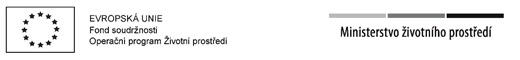 EVROPSKÁ UNIE
Fond soudržnosti
Operační program Životní prostředí
Ministerstvo životního prostředí